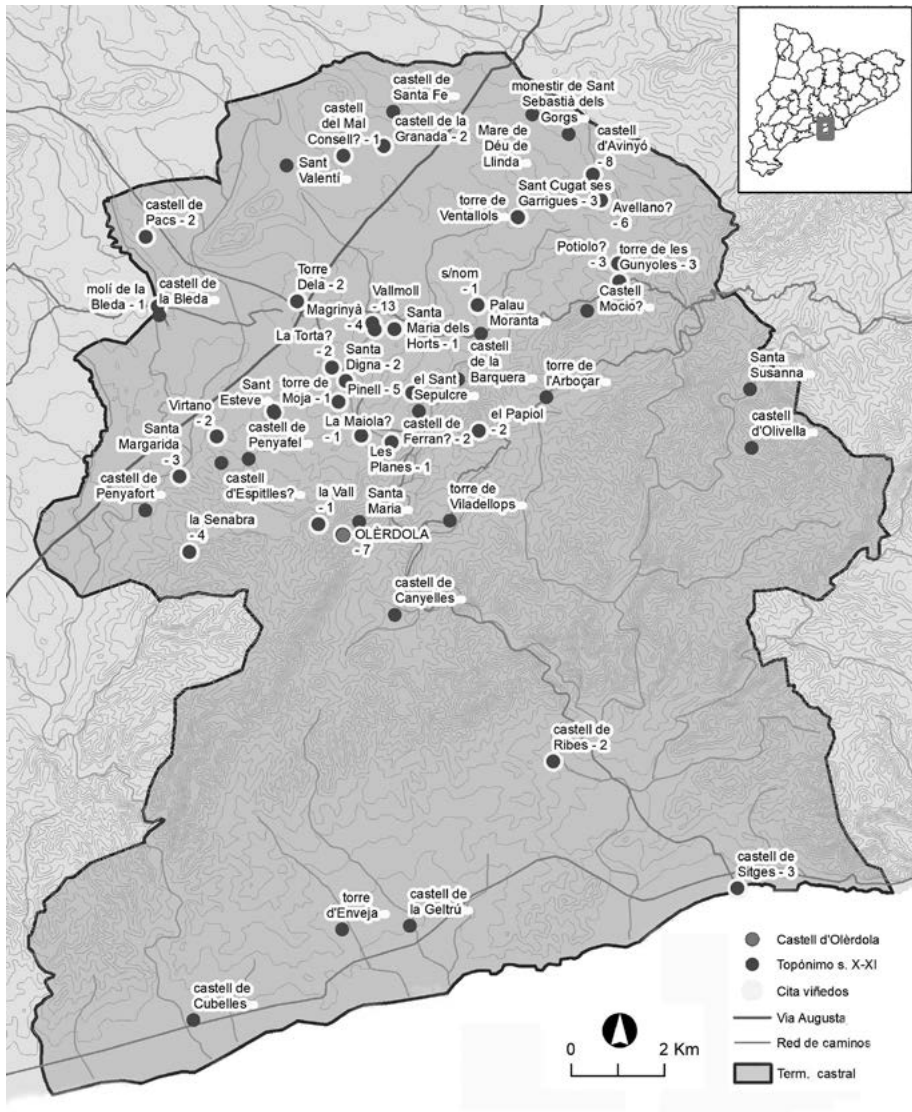 castell de
Santa Fe
monestir de Sant
Sebastià dels
Gorgs
castell
del Mal
Consell? - 1
castell de la
Granada - 2
Mare de
Déu de
Llinda
castell
d'Avinyó
- 8
Sant
Valentí
Sant Cugat ses
Garrigues - 3
castell de
Pacs - 2
torre de
Ventallols
Avellano?
- 6
Potiolo?
- 3
torre de les
Gunyoles - 3
molí de la
Bleda - 1
castell de
la Bleda
Torre
Dela - 2
Vallmoll
- 13
s/nom
- 1
Palau
Moranta
Castell
Moció?
Magrinyà
- 4
Santa
Maria dels
Horts - 1
La Torta?
- 2
Santa
Digna - 2
castell
de la
Barquera
torre de
l'Arboçar
Santa
Susanna
Sant
Esteve
torre de
Moja - 1
Pinell - 5
el Sant
Sepulcre
Virtano
- 2
La Maiola?
- 1
castell de
Ferran? - 2
el Papiol
- 2
castell
d'Olivella
Santa
Margarida
- 3
castell de
Penyafel
Les
Planes - 1
castell de
Penyafort
castell
d'Espitlles?
la Vall
- 1
Santa
Maria
torre de
Viladellops
la Senabra
- 4
OLÈRDOLA
- 7
castell de
Canyelles
castell de
Ribes - 2
castell de
Sitges - 3
torre
d'Enveja
castell de
la Geltrú
castell de
Cubelles
Castell d'Olèrdola
Topónimo s. X-XI
Cita viñedos
Via Augusta
Red de caminos
Term. castral
0 2 Km